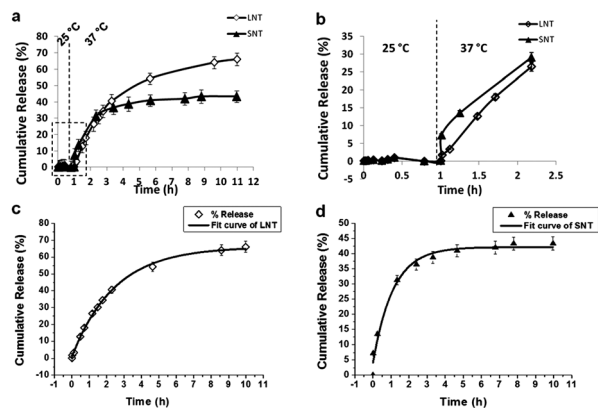 a
25 °C
37 °C
LNT
SNT
Cumulative Release (%)
80
70
60
50
40
30
20
10
0
0 1 2 3 4 5 6 7 8 9 10 11 12
Time (h)
b
25 °C
37 °C
LNT
SNT
Cumulative Release (%)
35
30
25
20
15
10
5
0
-5
0 0.5 1 1.5 2 2.5
Time (h)
c
% Release
Fit curve of LNT
Cumulative Release (%)
80
70
60
50
40
30
20
10
0
-10
-1 0 1 2 3 4 5 6 7 8 9 10 11
Time (h)
d
% Release
Fit curve of SNT
Cumulative Release (%)
50
45
40
35
30
25
20
15
10
5
0
-1 0 1 2 3 4 5 6 7 8 9 10 11
Time (h)